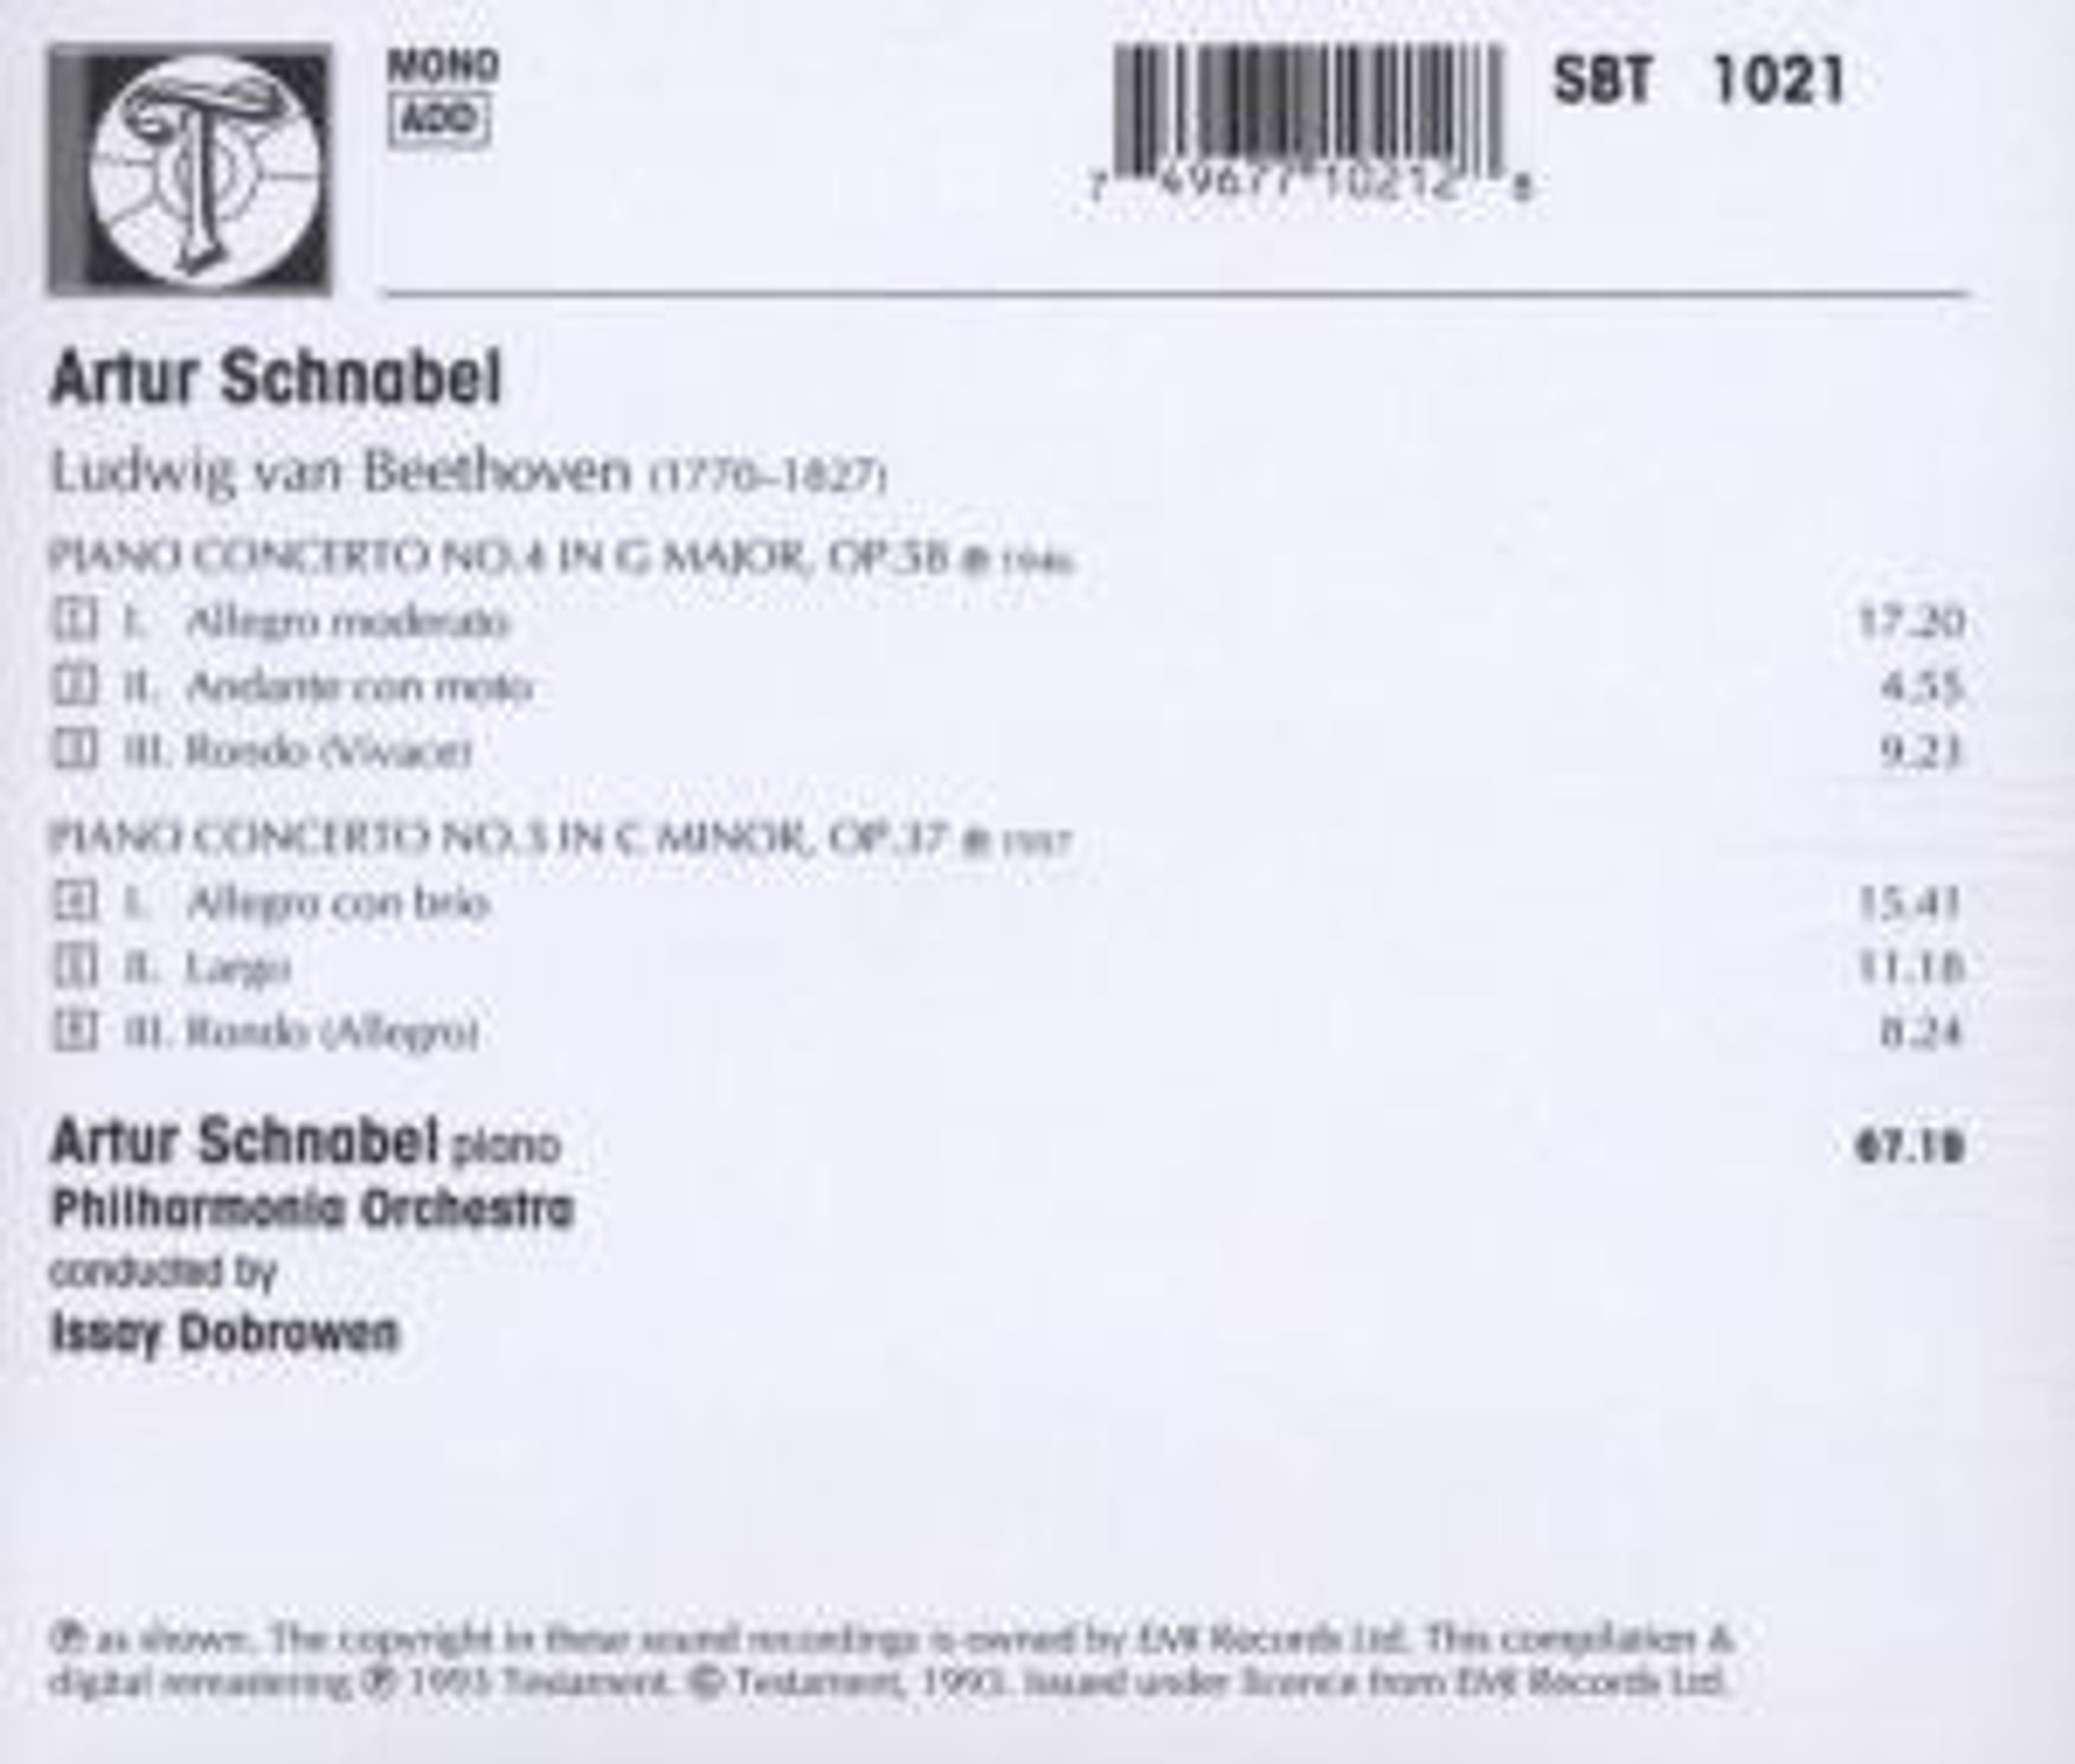 MONO
ADD
SBT 1021
7 49677 10212 8
Artur Schnabel
Ludwig van Beethoven (1770–1827)
PIANO CONCERTO NO.4 IN G MAJOR, OP.58 ℗ 1946
1 I. Allegro moderato 17.20
2 II. Andante con moto 4.55
3 III. Rondo (Vivace) 9.23
PIANO CONCERTO NO.3 IN C MINOR, OP.37 ℗
4 I. Allegro con brio 15.41
5 II. Largo 11.18
6 III. Rondo (Allegro) 8.24
Artur Schnabel piano 67.19
Philharmonia Orchestra
conducted by
Issay Dobrowen
℗ as shown. The copyright in these sound recordings is owned by EMI Records Ltd. This compilation &
digital remastering ℗ 1993 Testament. © Testament, 1993. Issued under licence from EMI Records Ltd.